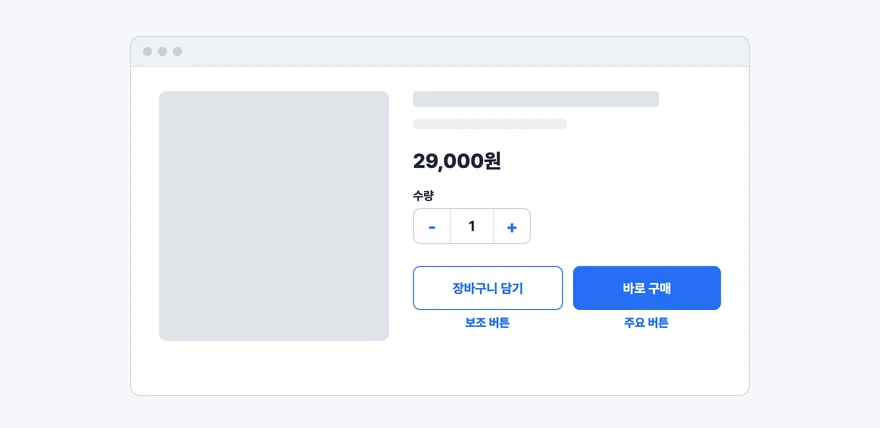 29,000원
수량
- 1 +
장바구니 담기 바로 구매
보조 버튼 주요 버튼